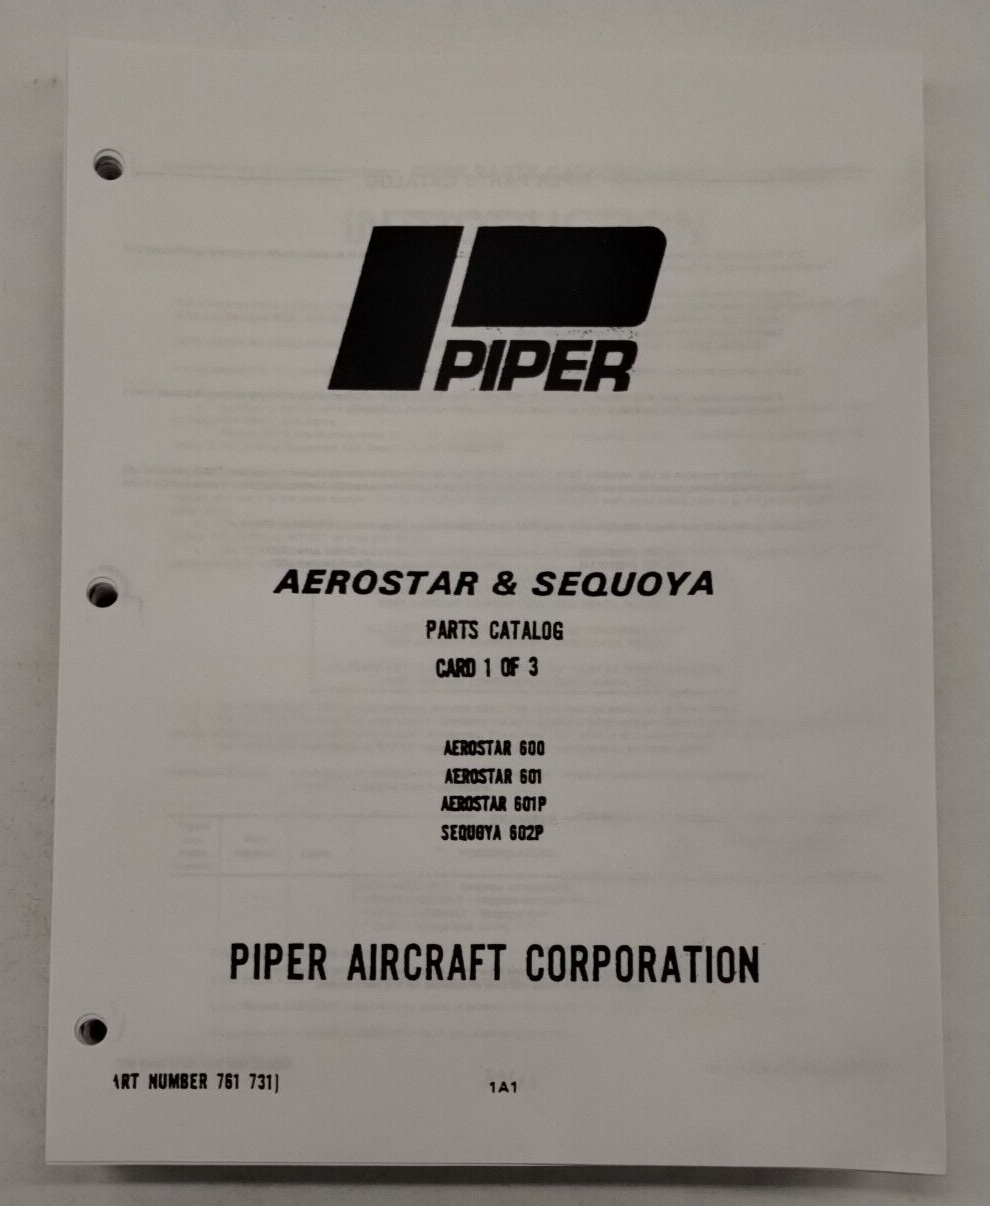 PIPER
AEROSTAR & SEQUOYA
PARTS CATALOG
CARD 1 OF 3
AEROSTAR 600
AEROSTAR 601
AEROSTAR 601P
SEQUOYA 602P
PIPER AIRCRAFT CORPORATION
ART NUMBER 761 731)
1A1